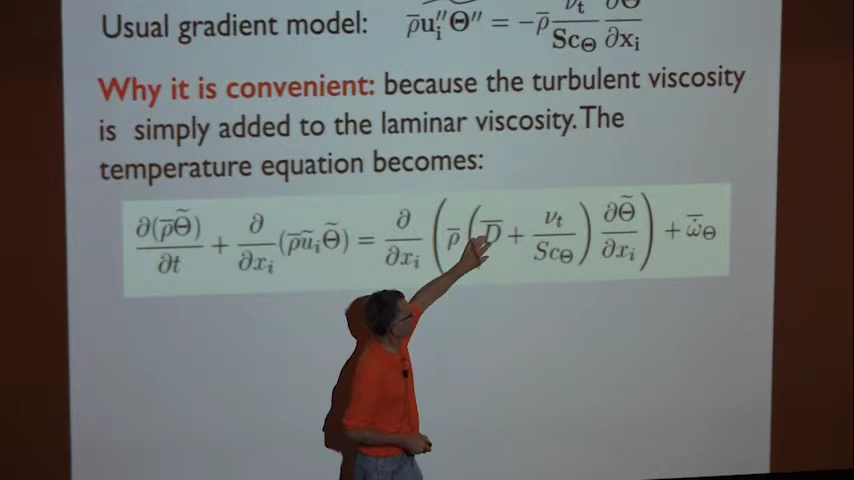 Usual gradient model: ρ̅u″ᵢΘ″ = −ρ̅ νₜ/Sc_Θ ∂Θ/∂xᵢ
Why it is convenient: because the turbulent viscosity
is simply added to the laminar viscosity. The
temperature equation becomes:
∂(ρ̅Θ̃)/∂t + ∂/∂xᵢ (ρ̅ũᵢΘ̃) = ∂/∂xᵢ (ρ̅ (D̅ + νₜ/Sc_Θ) ∂Θ̃/∂xᵢ) + ω̅̇_Θ